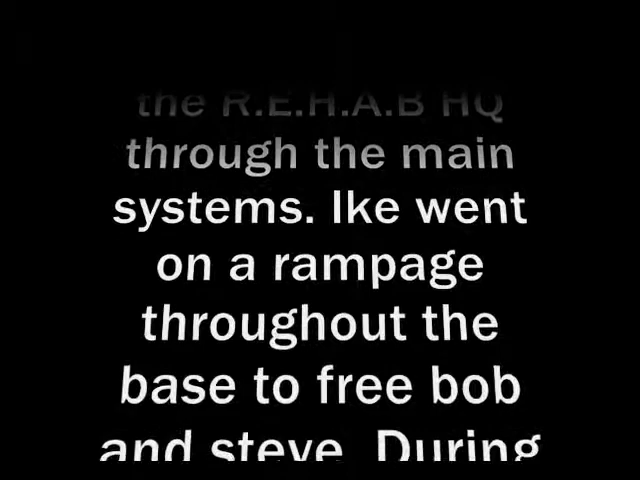 the R.E.H.A.B HQ
through the main
systems. Ike went
on a rampage
throughout the
base to free bob
and steve. During